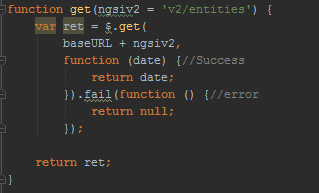 function get(ngsiv2 = 'v2/entities') {
    var ret = $.get(
        baseURL + ngsiv2,
        function (date) {//Success
            return date;
        }).fail(function () {//error
            return null;
        });

    return ret;
}